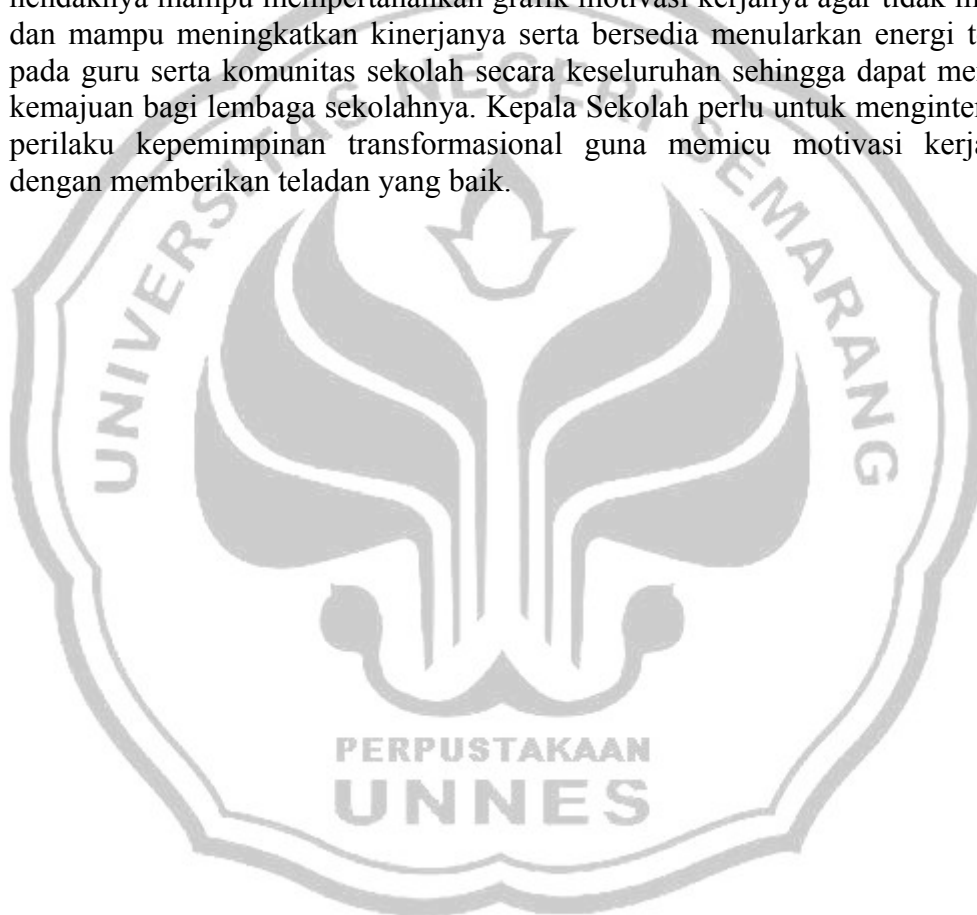 mampu mempertahankan grafik motivasi kerjanya agar tidak
dan mampu meningkatkan kinerjanya serta bersedia menularkan energi
pada guru serta komunitas sekolah secara keseluruhan sehingga dapat
kemajuan bagi lembaga sekolahnya. Kepala Sekolah perlu untuk
perilaku kepemimpinan transformasional guna memicu motivasi
dengan memberikan teladan yang baik.
UNIVERSITAS NEGERI SEMARANG
PERPUSTAKAAN
UNNES